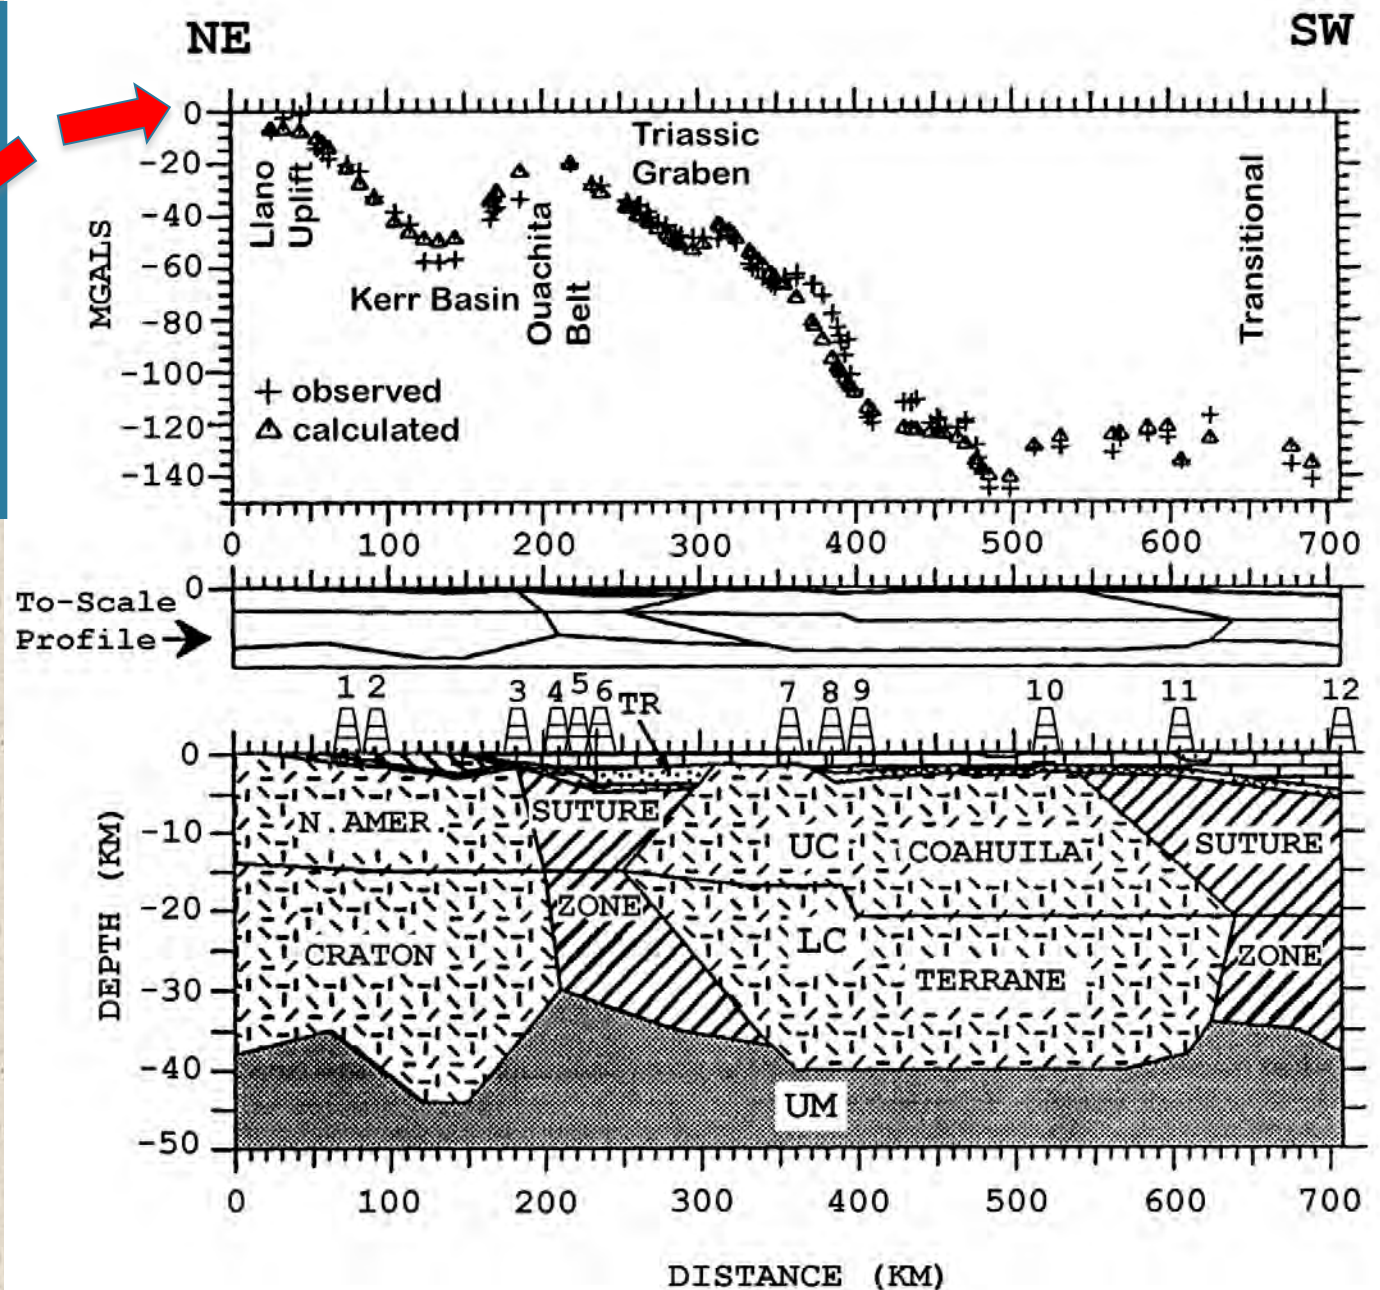 NE
SW
0
-20
-40
-60
-80
-100
-120
-140
MGALS
Llano
Uplift
Kerr Basin
Ouachita
Belt
Triassic
Graben
Transitional
+ observed
△ calculated
0 100 200 300 400 500 600 700
To-Scale
Profile
0
1 2 3 4 5 6 TR 7 8 9 10 11 12
0
-10
-20
-30
-40
-50
DEPTH (KM)
N.AMER.
CRATON
SUTURE
ZONE
UC
COAHUILA
LC
TERRANE
SUTURE
ZONE
UM
0 100 200 300 400 500 600 700
DISTANCE (KM)